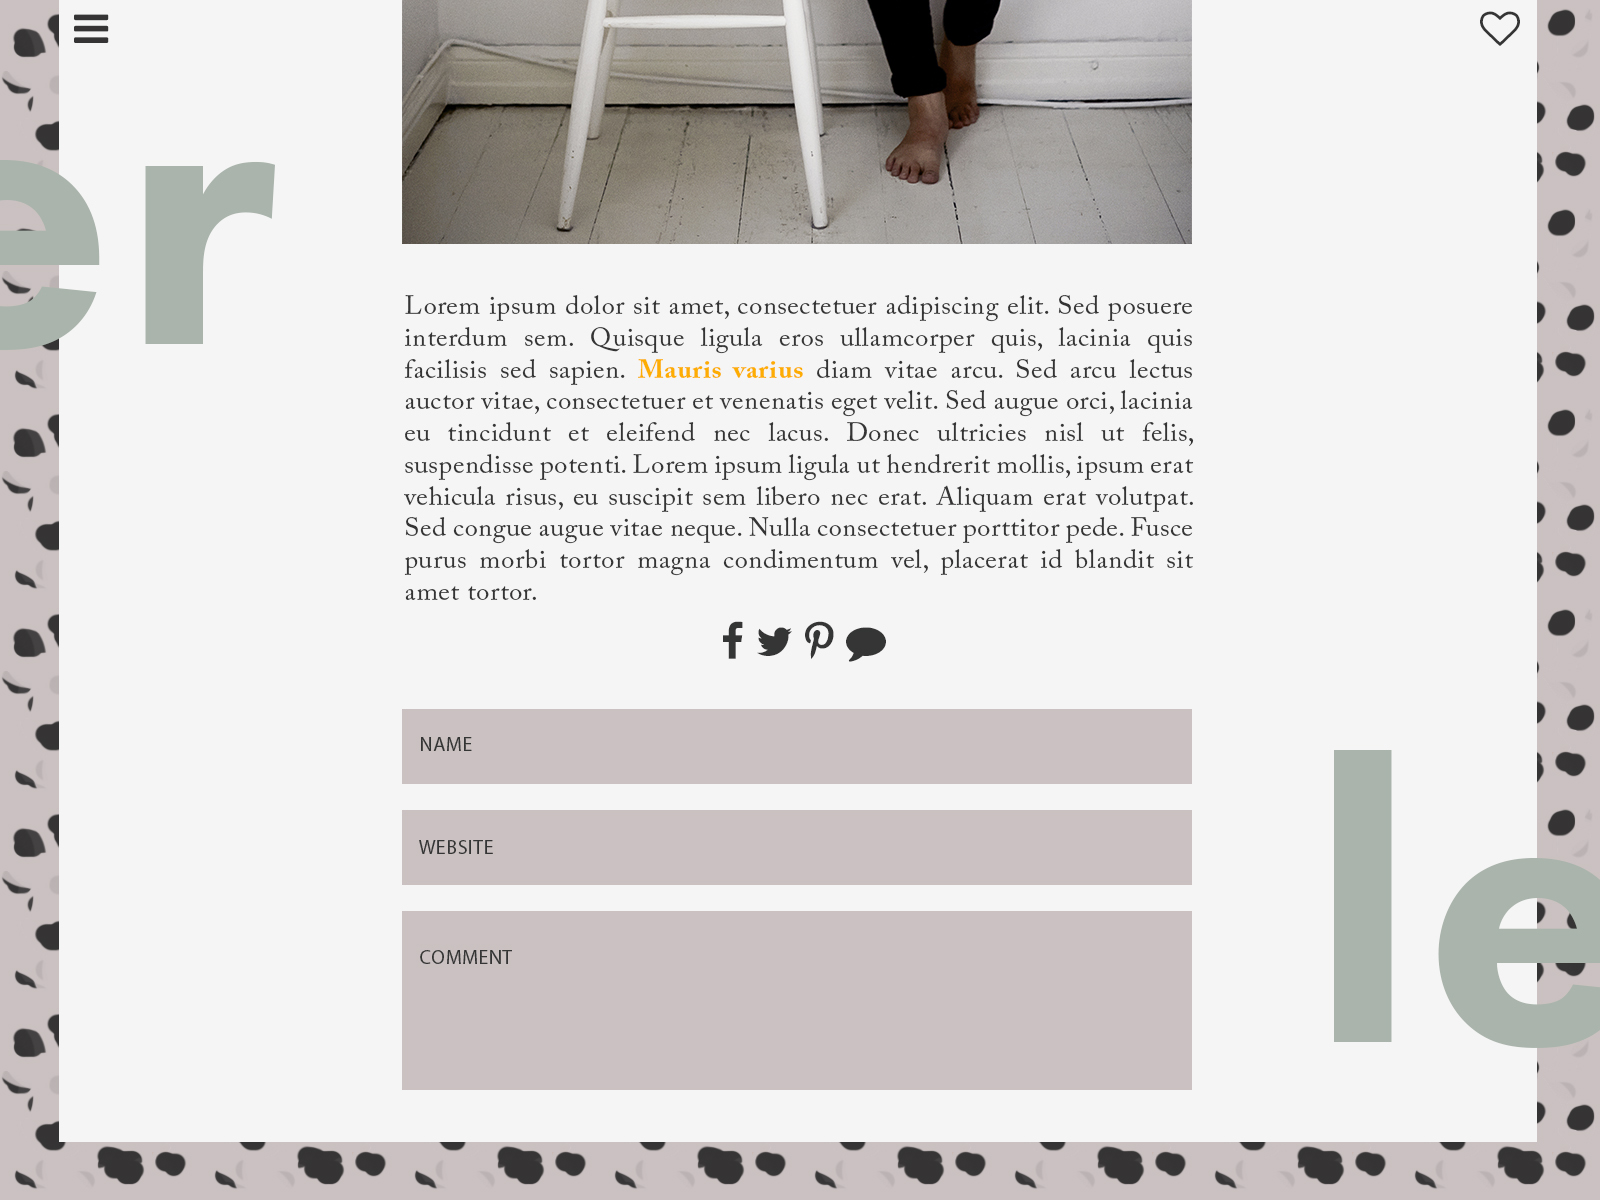 er
Lorem ipsum dolor sit amet, consectetuer adipiscing elit. Sed posuere
interdum sem. Quisque ligula eros ullamcorper quis, lacinia quis
facilisis sed sapien. Mauris varius diam vitae arcu. Sed arcu lectus
auctor vitae, consectetuer et venenatis eget velit. Sed augue orci, lacinia
eu tincidunt et eleifend nec lacus. Donec ultricies nisl ut felis,
suspendisse potenti. Lorem ipsum ligula ut hendrerit mollis, ipsum erat
vehicula risus, eu suscipit sem libero nec erat. Aliquam erat volutpat.
Sed congue augue vitae neque. Nulla consectetuer porttitor pede. Fusce
purus morbi tortor magna condimentum vel, placerat id blandit sit
amet tortor.
NAME
WEBSITE
COMMENT
le